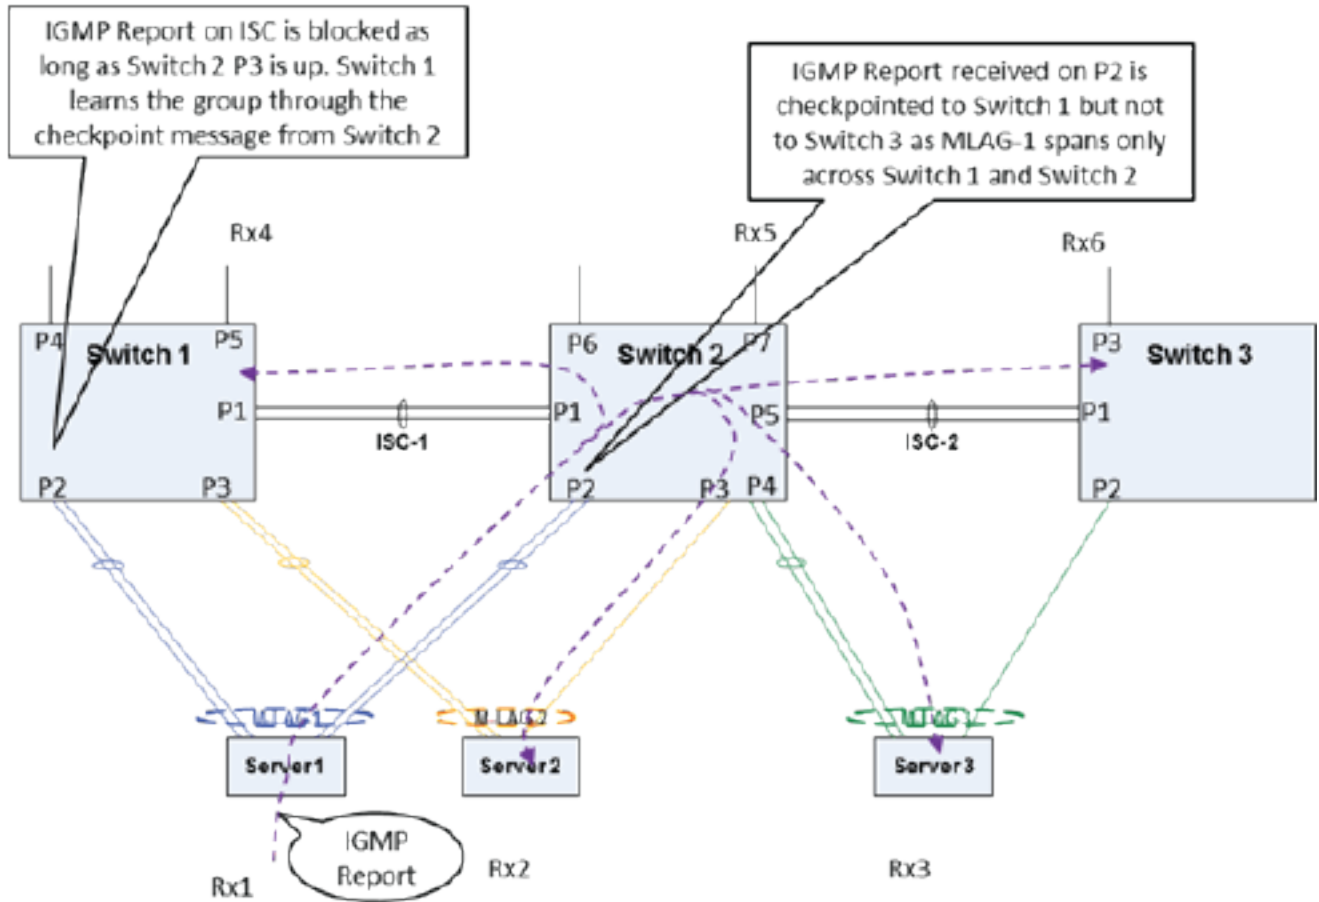 IGMP Report on ISC is blocked as
long as Switch 2 P3 is up. Switch 1
learns the group through the
checkpoint message from Switch 2
IGMP Report received on P2 is
checkpointed to Switch 1 but not
to Switch 3 as MLAG-1 spans only
across Switch 1 and Switch 2
Rx4
Rx5
Rx6
P4
Switch 1
P5
P6
Switch 2
P7
P3
Switch 3
P1
ISC-1
P1
P5
ISC-2
P1
P2
P3
P2
P3
P4
P2
MLAG 2
Server1
Server2
Server3
IGMP
Report
Rx1
Rx2
Rx3